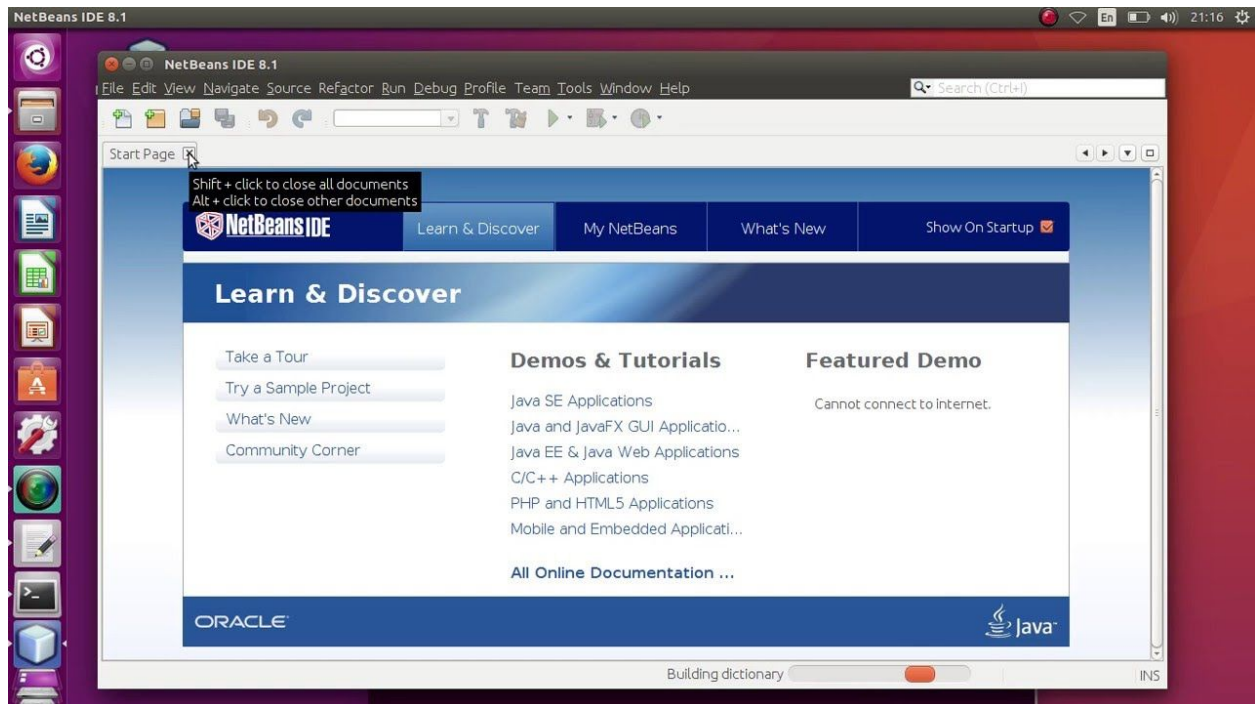 NetBeans IDE 8.1
En
21:16
NetBeans IDE 8.1
File Edit View Navigate Source Refactor Run Debug Profile Team Tools Window Help
Search (Ctrl+I)
Start Page
Shift + click to close all documents
Alt + click to close other documents
NetBeans IDE
Learn & Discover
My NetBeans
What's New
Show On Startup
Learn & Discover
Take a Tour
Try a Sample Project
What's New
Community Corner
Demos & Tutorials
Java SE Applications
Java and JavaFX GUI Applicatio...
Java EE & Java Web Applications
C/C++ Applications
PHP and HTML5 Applications
Mobile and Embedded Applicati...
All Online Documentation ...
Featured Demo
Cannot connect to internet.
ORACLE
Java
Building dictionary
INS